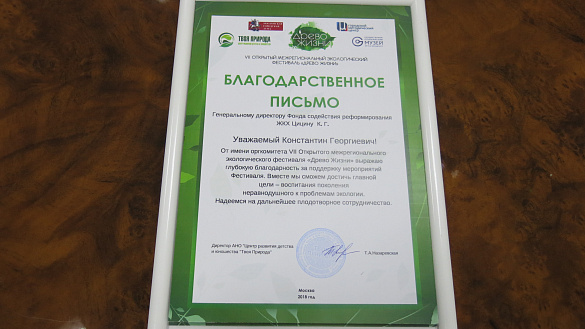 ТВОЯ ПРИРОДА
Древо
жизни
МУЗЕЙ
VII ОТКРЫТЫЙ МЕЖРЕГИОНАЛЬНЫЙ ЭКОЛОГИЧЕСКИЙ
ФЕСТИВАЛЬ «ДРЕВО ЖИЗНИ»
БЛАГОДАРСТВЕННОЕ
ПИСЬМО
Генеральному директору Фонда содействия реформированию
ЖКХ Цицину К. Г.
Уважаемый Константин Георгиевич!
От имени оргкомитета VII Открытого межрегионального
экологического фестиваля «Древо Жизни» выражаю
глубокую благодарность за поддержку мероприятий
Фестиваля. Вместе мы сможем достичь главной
цели – воспитания поколения
неравнодушного к проблемам экологии.
Надеемся на дальнейшее плодотворное сотрудничество.
Директор АНО "Центр развития детства
и юношества "Твоя Природа"
Т.А.Назаревская
Москва
2018 год